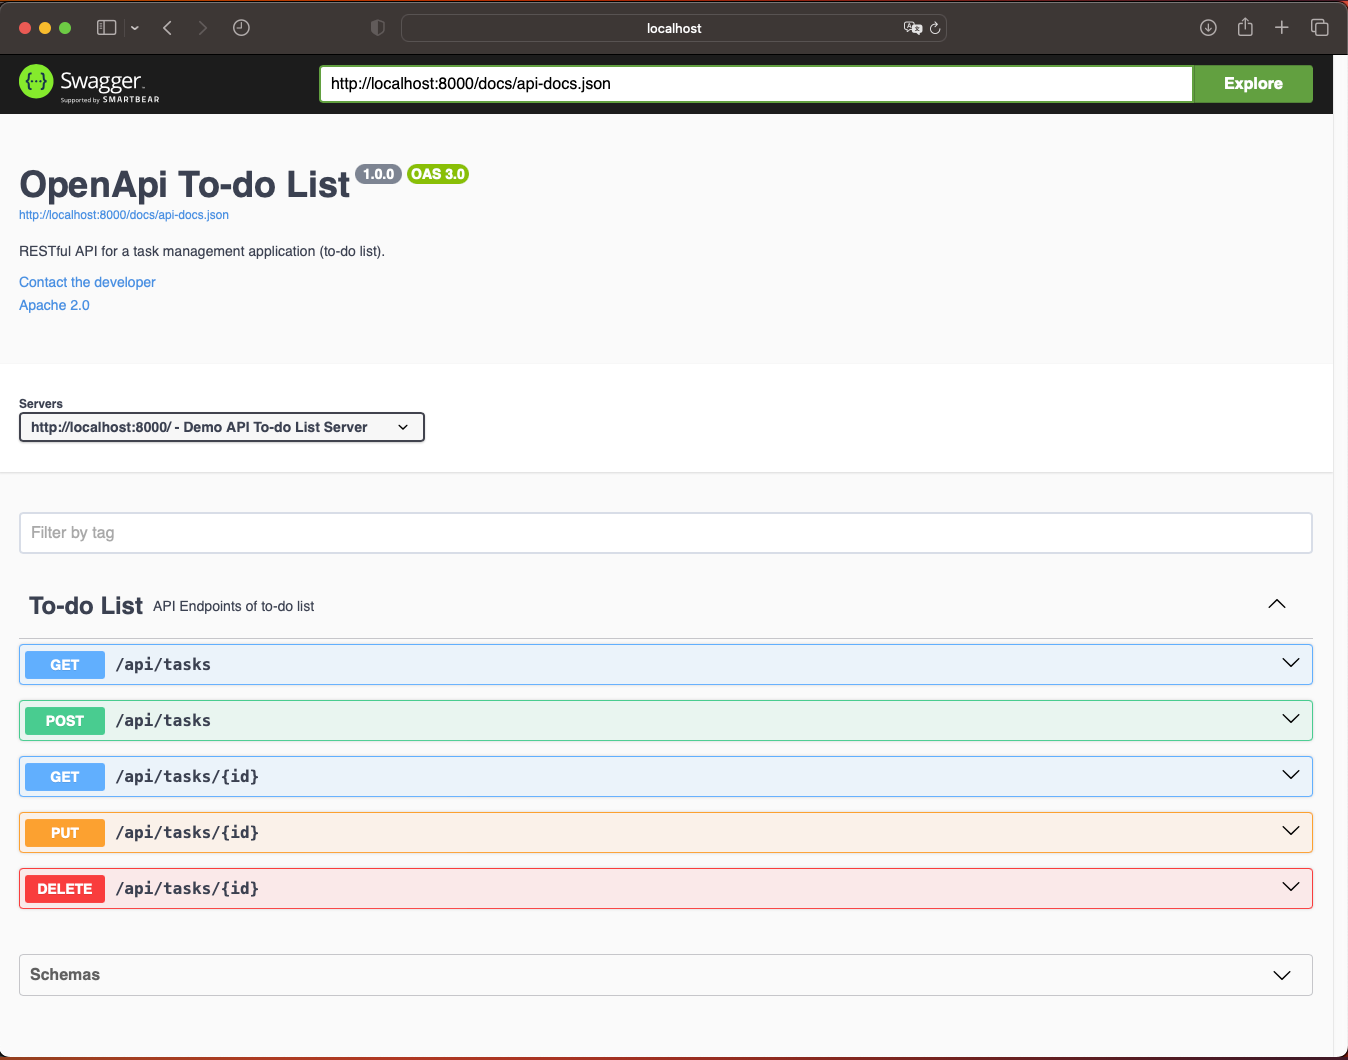 localhost
Swagger.
Supported by SMARTBEAR
http://localhost:8000/docs/api-docs.json
Explore
OpenApi To-do List 1.0.0 OAS 3.0
http://localhost:8000/docs/api-docs.json
RESTful API for a task management application (to-do list).
Contact the developer
Apache 2.0
Servers
http://localhost:8000/ - Demo API To-do List Server
Filter by tag
To-do List API Endpoints of to-do list
GET /api/tasks
POST /api/tasks
GET /api/tasks/{id}
PUT /api/tasks/{id}
DELETE /api/tasks/{id}
Schemas